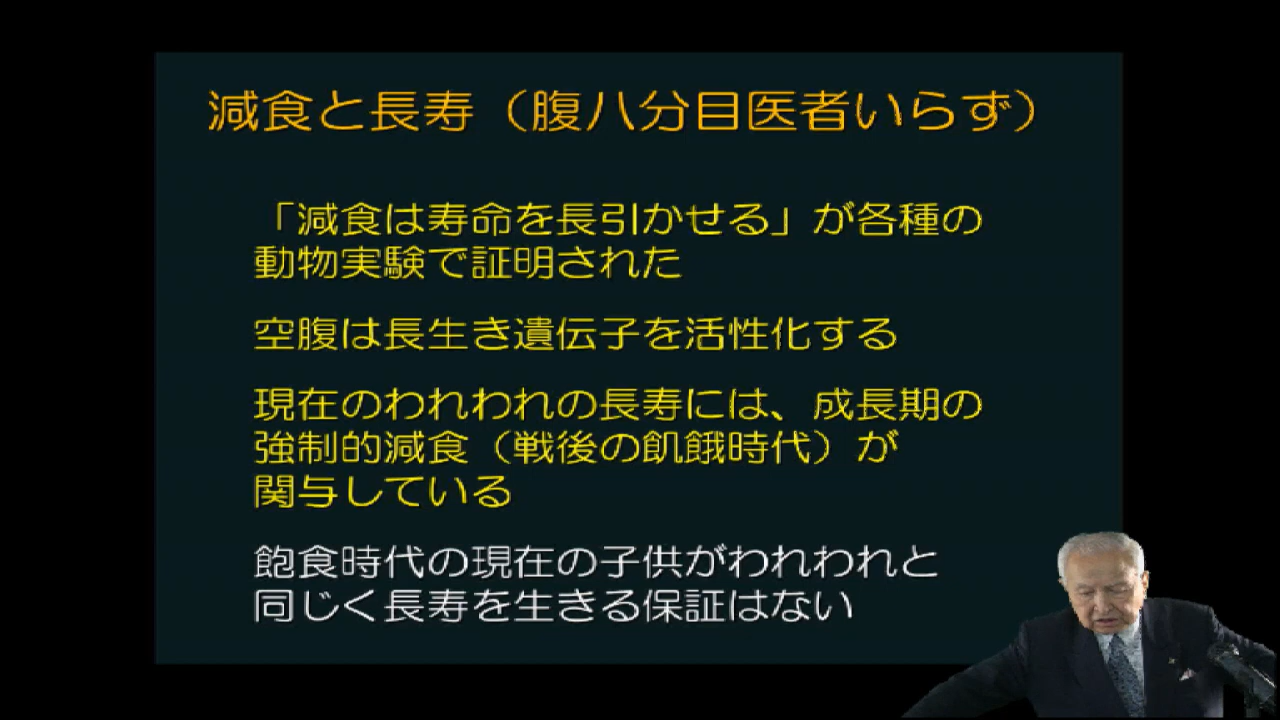 減食と長寿（腹八分目医者いらず）
「減食は寿命を長引かせる」が各種の
動物実験で証明された
空腹は長生き遺伝子を活性化する
現在のわれわれの長寿には、成長期の
強制的減食（戦後の飢餓時代）が
関与している
飽食時代の現在の子供がわれわれと
同じく長寿を生きる保証はない